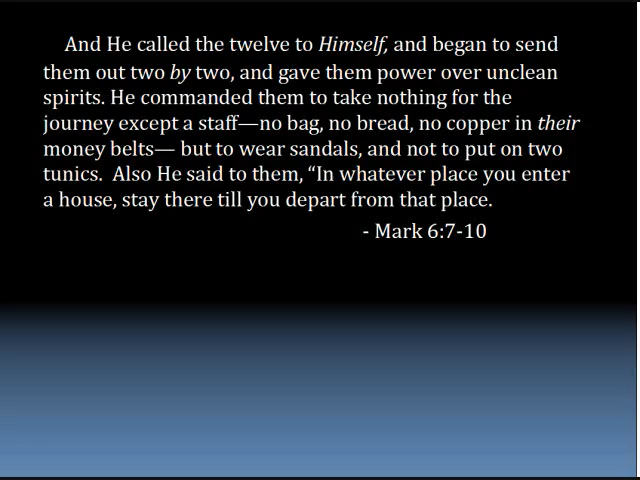 And He called the twelve to Himself, and began to send
them out two by two, and gave them power over unclean
spirits. He commanded them to take nothing for the
journey except a staff—no bag, no bread, no copper in their
money belts— but to wear sandals, and not to put on two
tunics.  Also He said to them, “In whatever place you enter
a house, stay there till you depart from that place.
- Mark 6:7-10